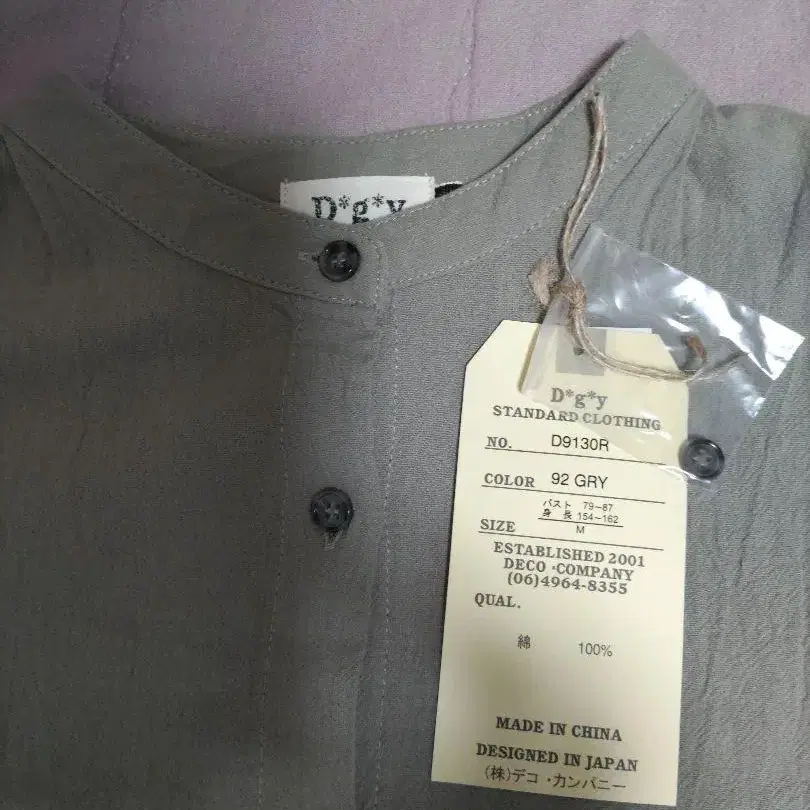 D*g*y
D*g*y
STANDARD CLOTHING
NO. D9130R
COLOR 92 GRY
バスト 79~87
身長 154~162
SIZE M
ESTABLISHED 2001
DECO・COMPANY
(06)4964-8355
QUAL.
綿 100%
MADE IN CHINA
DESIGNED IN JAPAN
(株)デコ・カンパニー